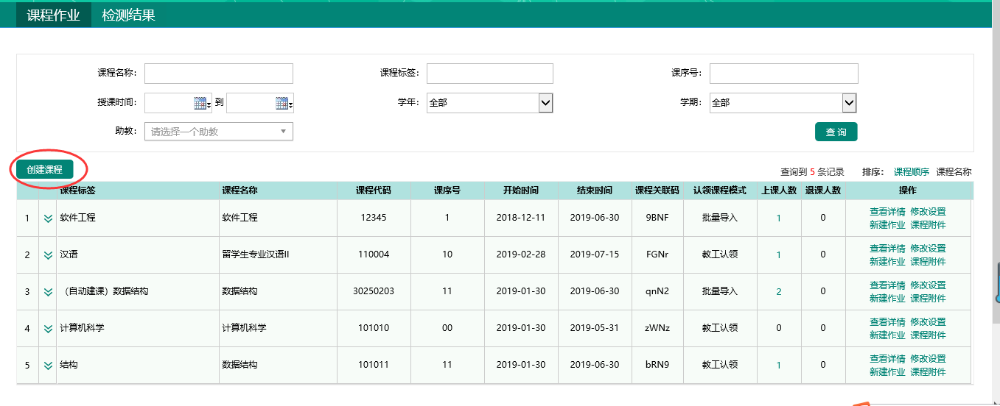 课程作业 检测结果
课程名称: 课程标签: 课序号:
授课时间: 到 学年: 全部 学期: 全部
助教: 请选择一个助教 查 询
创建课程 查询到 5 条记录 排序: 课程顺序 课程名称
课程标签 课程名称 课程代码 课序号 开始时间 结束时间 课程关联码 认领课程模式 上课人数 退课人数 操作
1 软件工程 软件工程 12345 1 2018-12-11 2019-06-30 9BNF 批量导入 1 0 查看详情 修改设置
新建作业 课程附件
2 汉语 留学生专业汉语II 110004 10 2019-02-28 2019-07-15 FGNr 教工认领 1 0 查看详情 修改设置
新建作业 课程附件
3 （自动建课）数据结构 数据结构 30250203 11 2019-01-30 2019-06-30 qnN2 批量导入 2 0 查看详情 修改设置
新建作业 课程附件
4 计算机科学 计算机科学 101010 00 2019-01-30 2019-05-31 zWNz 教工认领 0 0 查看详情 修改设置
新建作业 课程附件
5 结构 数据结构 101011 11 2019-01-30 2019-06-30 bRN9 教工认领 1 0 查看详情 修改设置
新建作业 课程附件